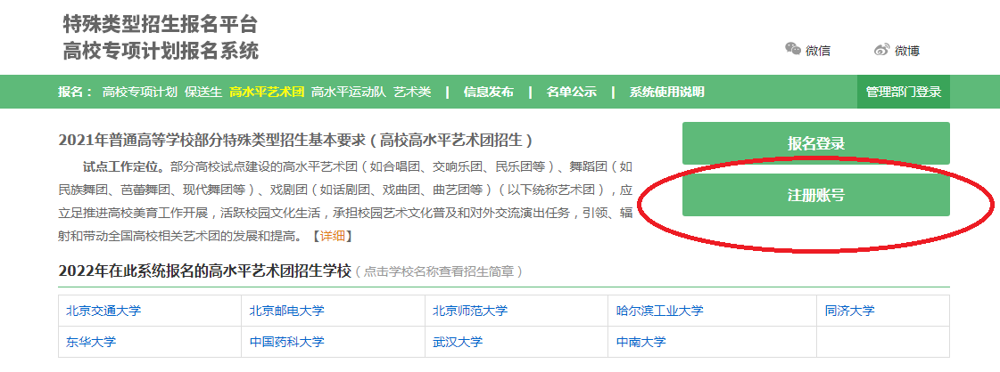 特殊类型招生报名平台
高校专项计划报名系统
微信 微博
报名： 高校专项计划 保送生 高水平艺术团 高水平运动队 艺术类 | 信息发布 | 名单公示 | 系统使用说明 管理部门登录
2021年普通高等学校部分特殊类型招生基本要求（高校高水平艺术团招生）
试点工作定位。部分高校试点建设的高水平艺术团（如合唱团、交响乐团、民乐团等）、舞蹈团（如
民族舞团、芭蕾舞团、现代舞团等）、戏剧团（如话剧团、戏曲团、曲艺团等）（以下统称艺术团），应
立足推进高校美育工作开展，活跃校园文化生活，承担校园艺术文化普及和对外交流演出任务，引领、辐
射和带动全国高校相关艺术团的发展和提高。【详细】
报名登录
注册账号
2022年在此系统报名的高水平艺术团招生学校（点击学校名称查看招生简章）
北京交通大学 北京邮电大学 北京师范大学 哈尔滨工业大学 同济大学
东华大学 中国药科大学 武汉大学 中南大学